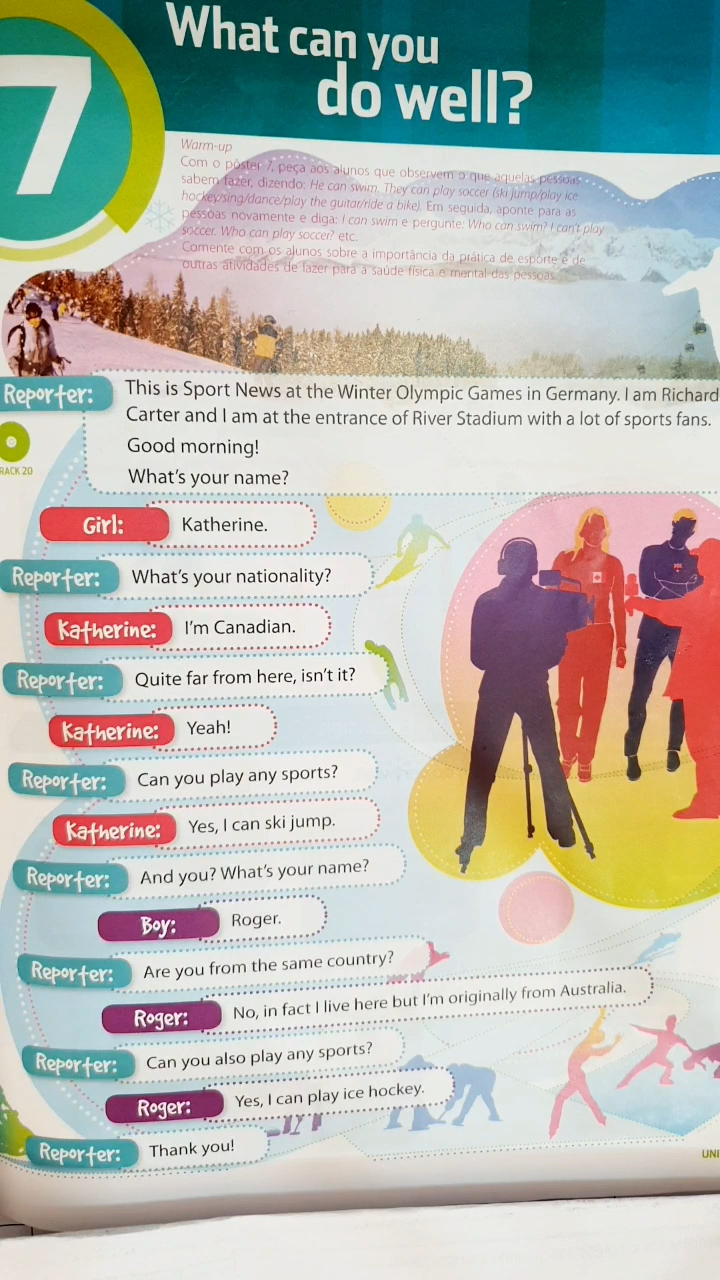 7
What can you
do well?
Warm-up
Com o pôster 7, peça aos alunos que observem o que aquelas pessoas
sabem fazer, dizendo: He can swim. They can play soccer (ski jump/play ice
hockey/sing/dance/play the guitar/ride a bike). Em seguida, aponte para as
pessoas novamente e diga: I can swim e pergunte: Who can swim? I can't play
soccer. Who can play soccer? etc.
Comente com os alunos sobre a importância da prática de esporte e de
outras atividades de lazer para a saúde física e mental das pessoas.
Reporter: This is Sport News at the Winter Olympic Games in Germany. I am Richard
Carter and I am at the entrance of River Stadium with a lot of sports fans.
Good morning!
RACK 20
What's your name?
Girl: Katherine.
Reporter: What's your nationality?
Katherine: I'm Canadian.
Reporter: Quite far from here, isn't it?
Katherine: Yeah!
Reporter: Can you play any sports?
Katherine: Yes, I can ski jump.
Reporter: And you? What's your name?
Boy: Roger.
Reporter: Are you from the same country?
Roger: No, in fact I live here but I'm originally from Australia.
Reporter: Can you also play any sports?
Roger: Yes, I can play ice hockey.
Reporter: Thank you!
UNI